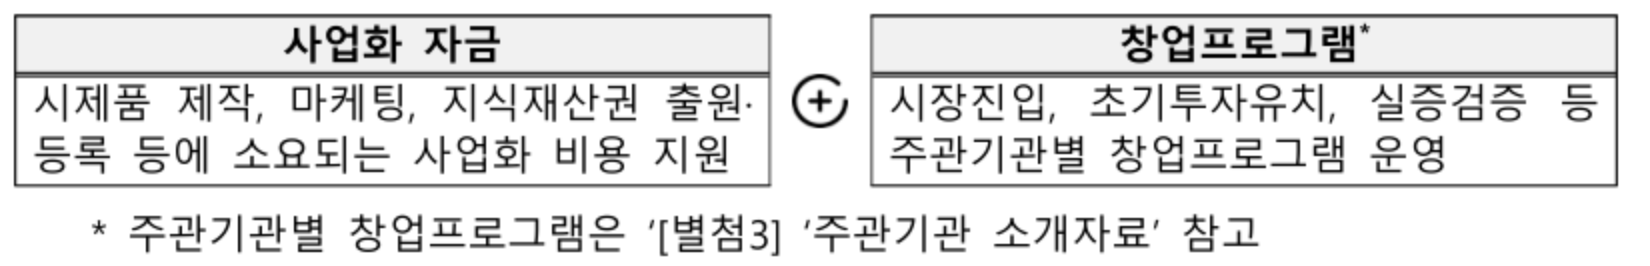 사업화 자금
시제품 제작, 마케팅, 지식재산권 출원·
등록 등에 소요되는 사업화 비용 지원
창업프로그램*
시장진입, 초기투자유치, 실증검증 등
주관기관별 창업프로그램 운영
* 주관기관별 창업프로그램은 ‘[별첨3] ‘주관기관 소개자료’ 참고